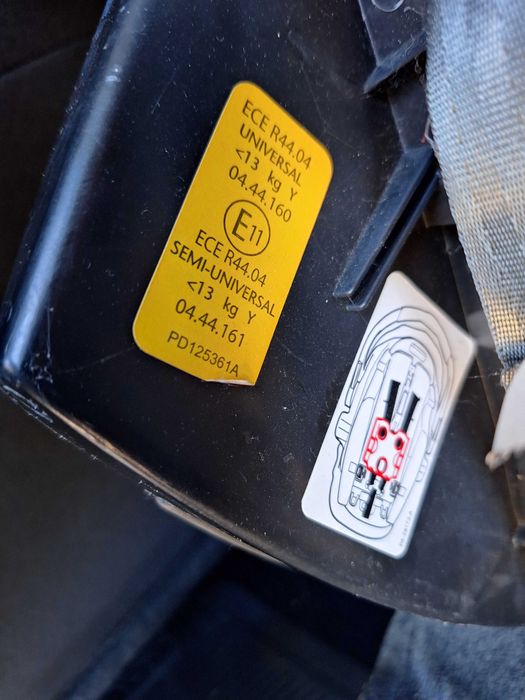 ECE R44.04
UNIVERSAL
<13 kg Y
04.44.160
E11
ECE R44.04
SEMI-UNIVERSAL
<13 kg Y
04.44.161
PD125361A